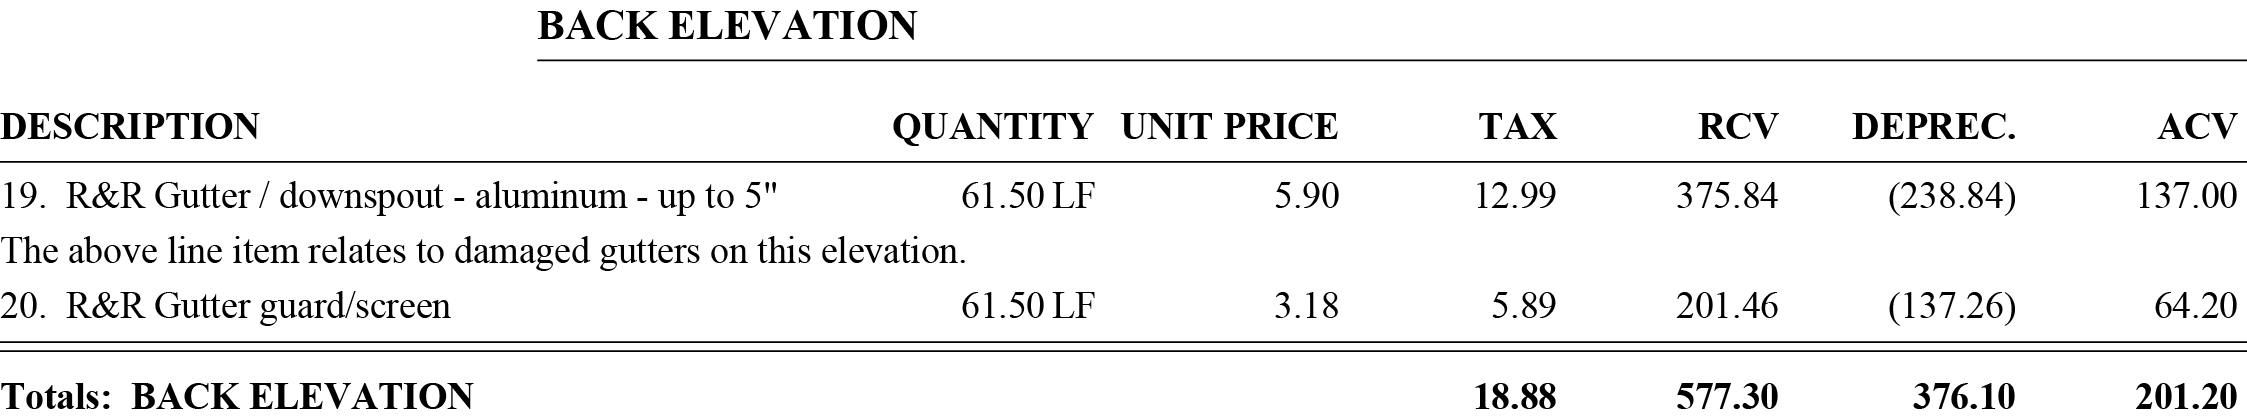 BACK ELEVATION
DESCRIPTION QUANTITY UNIT PRICE TAX RCV DEPREC. ACV
19. R&R Gutter / downspout - aluminum - up to 5" 61.50 LF 5.90 12.99 375.84 (238.84) 137.00
The above line item relates to damaged gutters on this elevation.
20. R&R Gutter guard/screen 61.50 LF 3.18 5.89 201.46 (137.26) 64.20
Totals: BACK ELEVATION 18.88 577.30 376.10 201.20